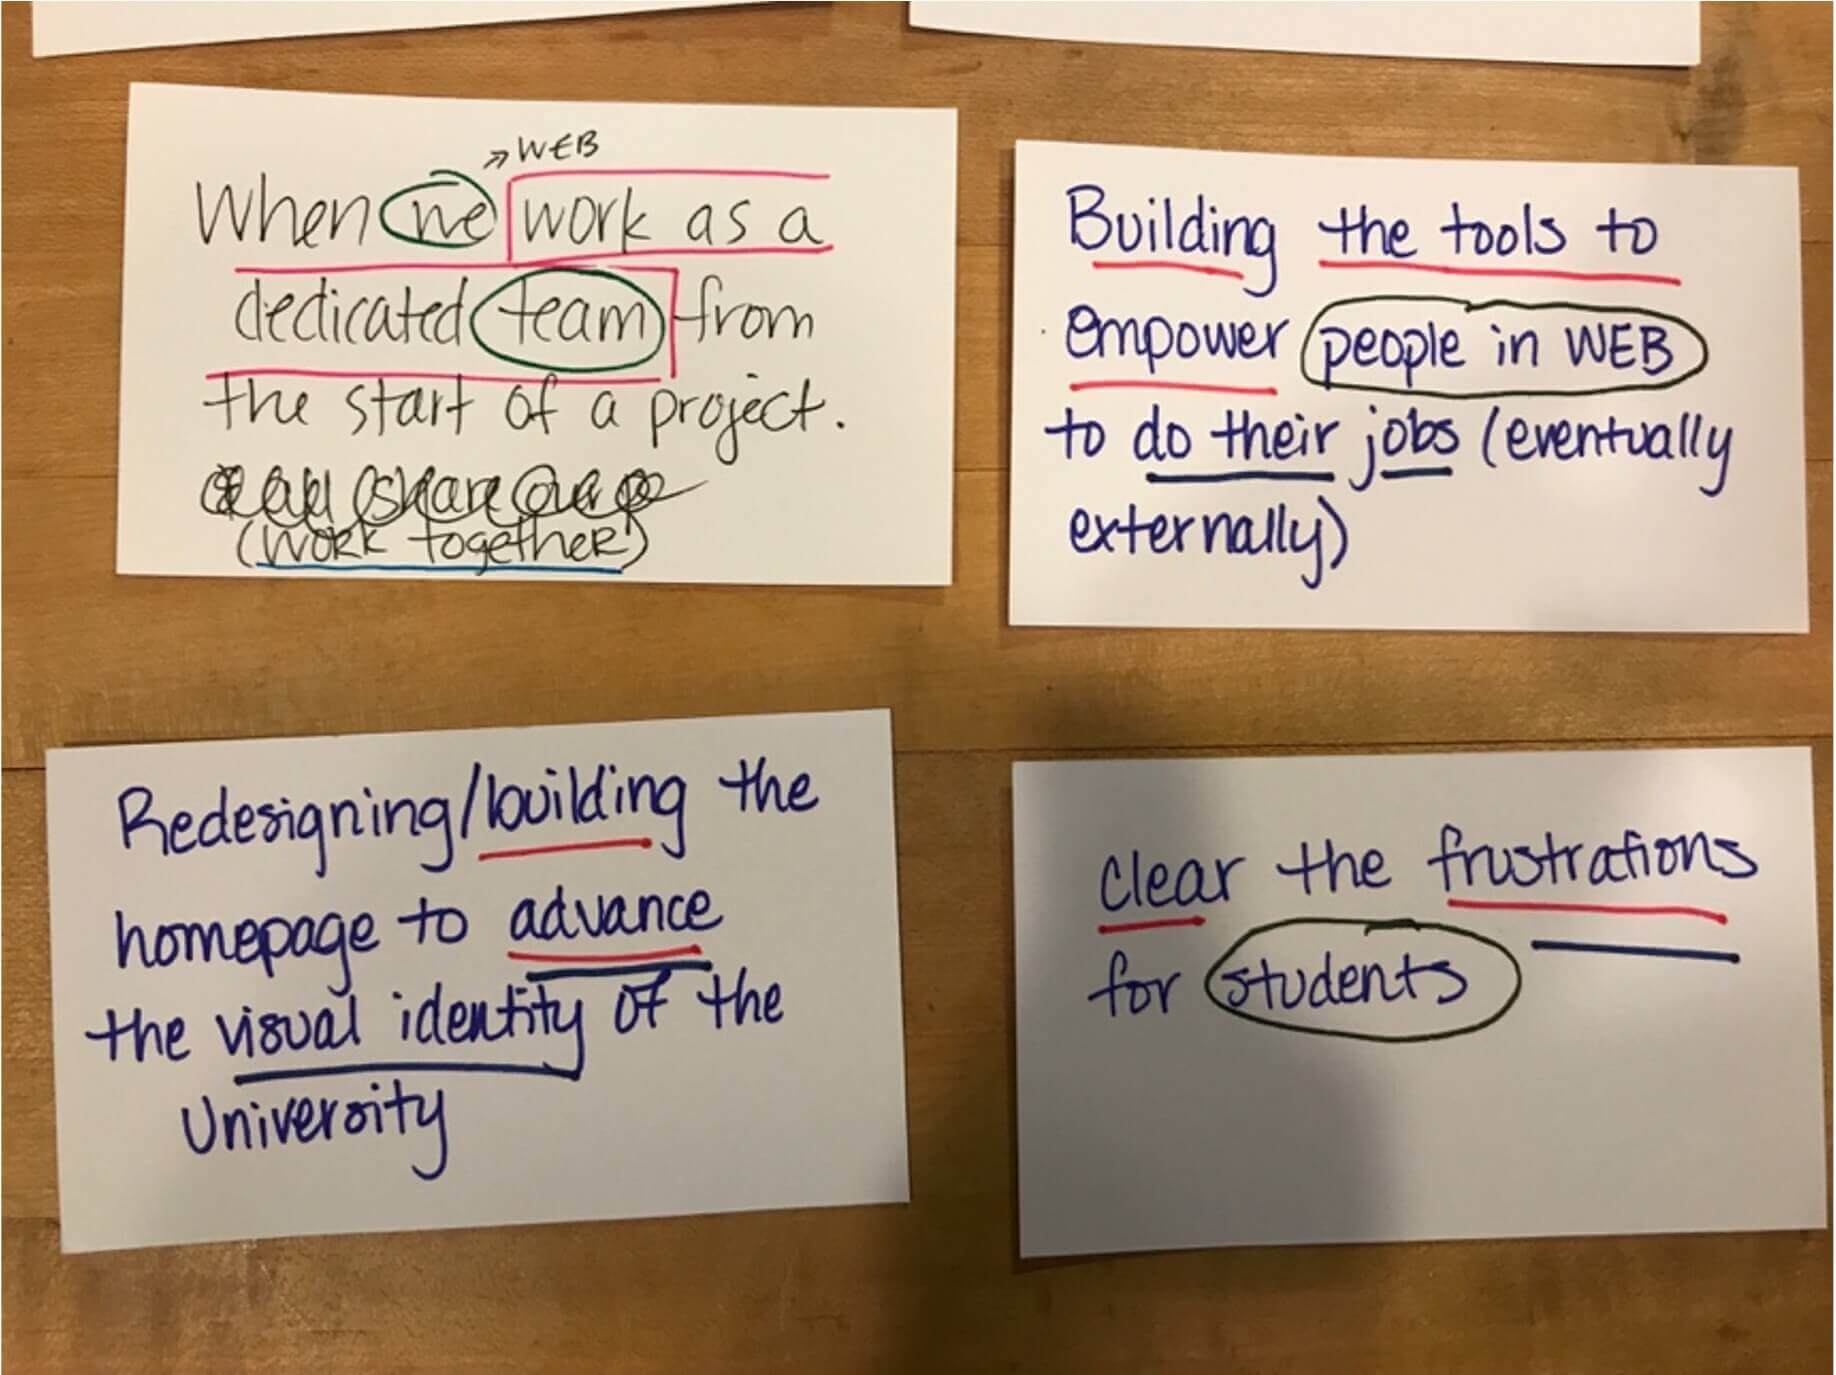 → WEB
When we work as a
dedicated team from
the start of a project.
(work together)
Building the tools to
empower people in WEB
to do their jobs (eventually
externally)
Redesigning/building the
homepage to advance
the visual identity of the
University
clear the frustrations
for students